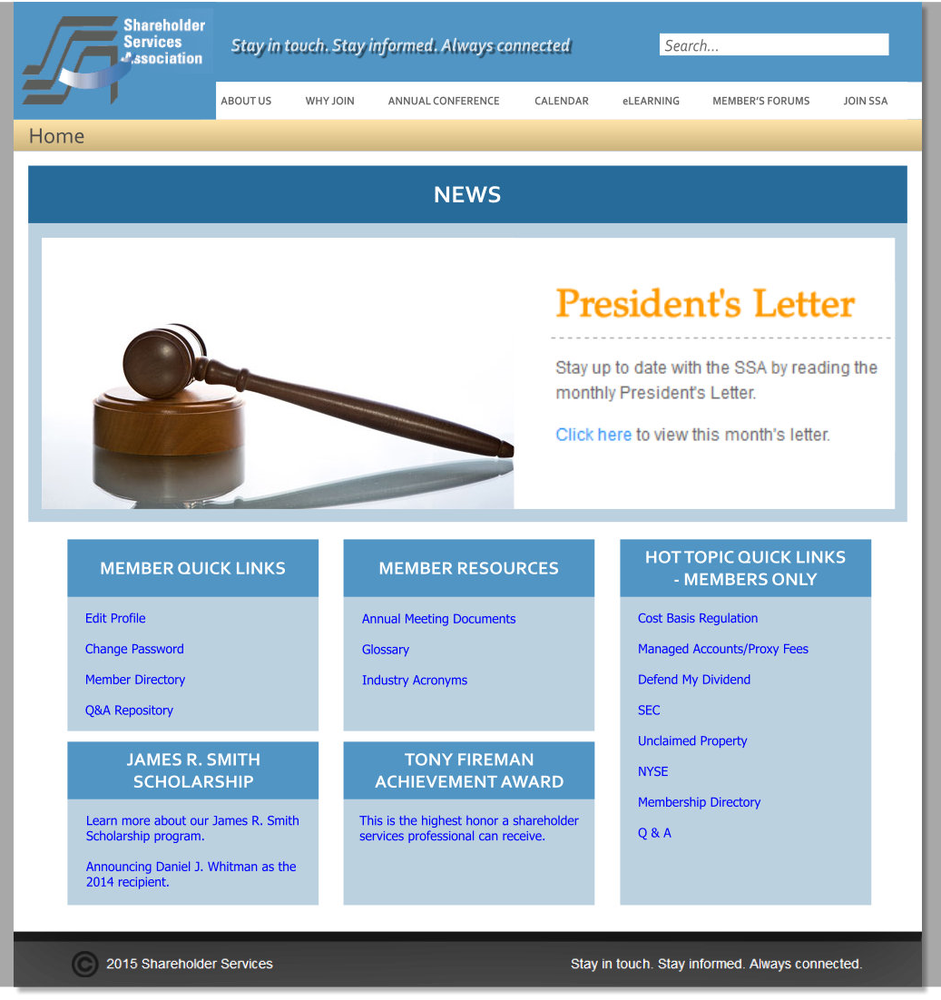 Shareholder
Services
Association
Stay in touch. Stay informed. Always connected
Search...
ABOUT US
WHY JOIN
ANNUAL CONFERENCE
CALENDAR
eLEARNING
MEMBER'S FORUMS
JOIN SSA
Home
NEWS
President's Letter
Stay up to date with the SSA by reading the
monthly President's Letter.
Click here to view this month's letter.
MEMBER QUICK LINKS
Edit Profile
Change Password
Member Directory
Q&A Repository
MEMBER RESOURCES
Annual Meeting Documents
Glossary
Industry Acronyms
HOT TOPIC QUICK LINKS
- MEMBERS ONLY
Cost Basis Regulation
Managed Accounts/Proxy Fees
Defend My Dividend
SEC
Unclaimed Property
NYSE
Membership Directory
Q & A
JAMES R. SMITH
SCHOLARSHIP
Learn more about our James R. Smith
Scholarship program.
Announcing Daniel J. Whitman as the
2014 recipient.
TONY FIREMAN
ACHIEVEMENT AWARD
This is the highest honor a shareholder
services professional can receive.
© 2015 Shareholder Services
Stay in touch. Stay informed. Always connected.